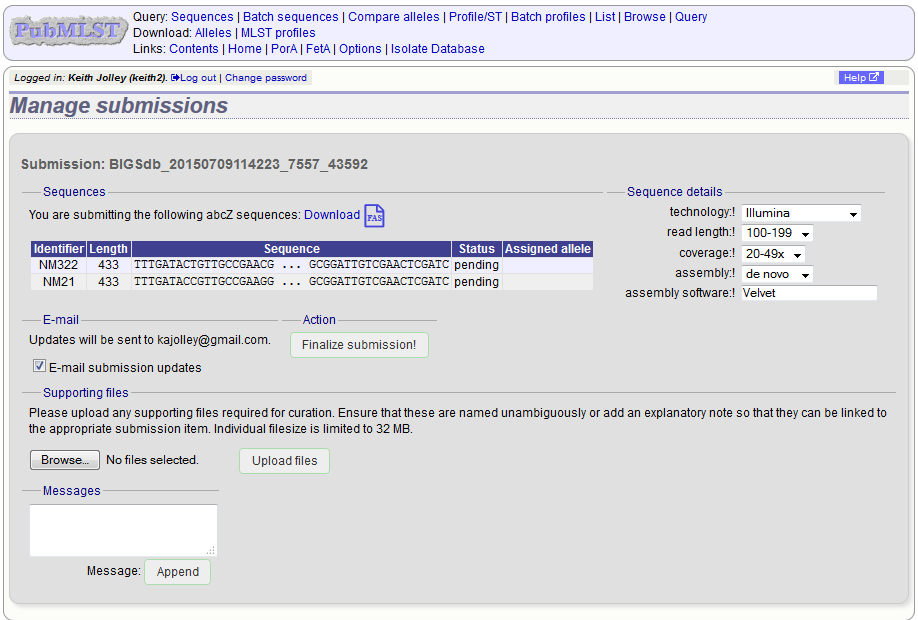 PubMLST
Query: Sequences | Batch sequences | Compare alleles | Profile/ST | Batch profiles | List | Browse | Query
Download: Alleles | MLST profiles
Links: Contents | Home | PorA | FetA | Options | Isolate Database
Logged in: Keith Jolley (keith2). Log out | Change password
Help
Manage submissions
Submission: BIGSdb_20150709114223_7557_43592
Sequences
You are submitting the following abcZ sequences: Download FAS
Identifier Length Sequence Status Assigned allele
NM322 433 TTTGATACTGTTGCCGAACG ... GCGGATTGTCGAACTCGATC pending
NM21 433 TTTGATACCGTTGCCGAAGG ... GCGGATTGTCGAACTCGATC pending
Sequence details
technology:! Illumina
read length:! 100-199
coverage:! 20-49x
assembly:! de novo
assembly software:! Velvet
E-mail
Updates will be sent to kajolley@gmail.com.
E-mail submission updates
Action
Finalize submission!
Supporting files
Please upload any supporting files required for curation. Ensure that these are named unambiguously or add an explanatory note so that they can be linked to
the appropriate submission item. Individual filesize is limited to 32 MB.
Browse... No files selected. Upload files
Messages
Message: Append